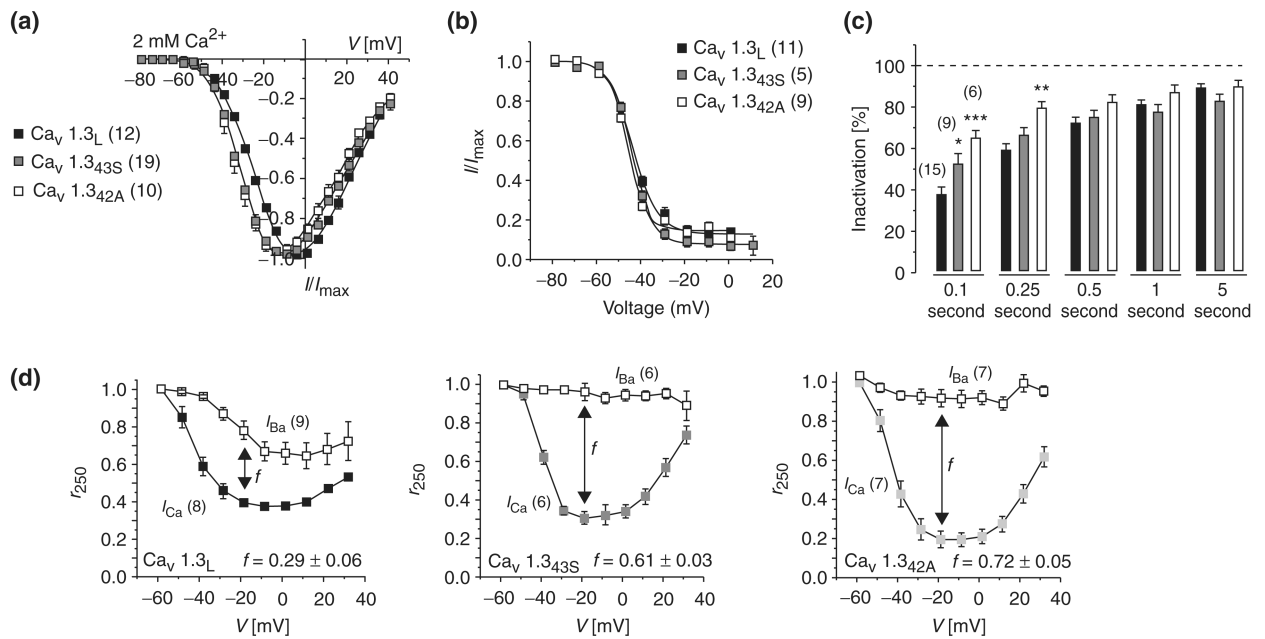 (a)
2 mM Ca2+
V [mV]
−80 −60 −40 −20 20 40
−0.2
−0.4
−0.6
−0.8
−1.0
I/Imax
Cav 1.3L (12)
Cav 1.343S (19)
Cav 1.342A (10)
(b)
Cav 1.3L (11)
Cav 1.343S (5)
Cav 1.342A (9)
I/Imax
1.0
0.8
0.6
0.4
0.2
0.0
−80 −60 −40 −20 0 20
Voltage (mV)
(c)
Inactivation [%]
100
80
60
40
20
0
(15)
(9)
*
(6)
***
**
0.1 second
0.25 second
0.5 second
1 second
5 second
(d)
r250
1.0
0.8
0.6
0.4
0.2
0.0
IBa (9)
f
ICa (8)
Cav 1.3L f = 0.29 ± 0.06
−60 −40 −20 0 20 40
V [mV]
r250
1.0
0.8
0.6
0.4
0.2
0.0
IBa (6)
f
ICa (6)
Cav 1.343S f = 0.61 ± 0.03
−60 −40 −20 0 20 40
V [mV]
r250
1.0
0.8
0.6
0.4
0.2
0.0
IBa (7)
f
ICa (7)
Cav 1.342A f = 0.72 ± 0.05
−60 −40 −20 0 20 40
V [mV]